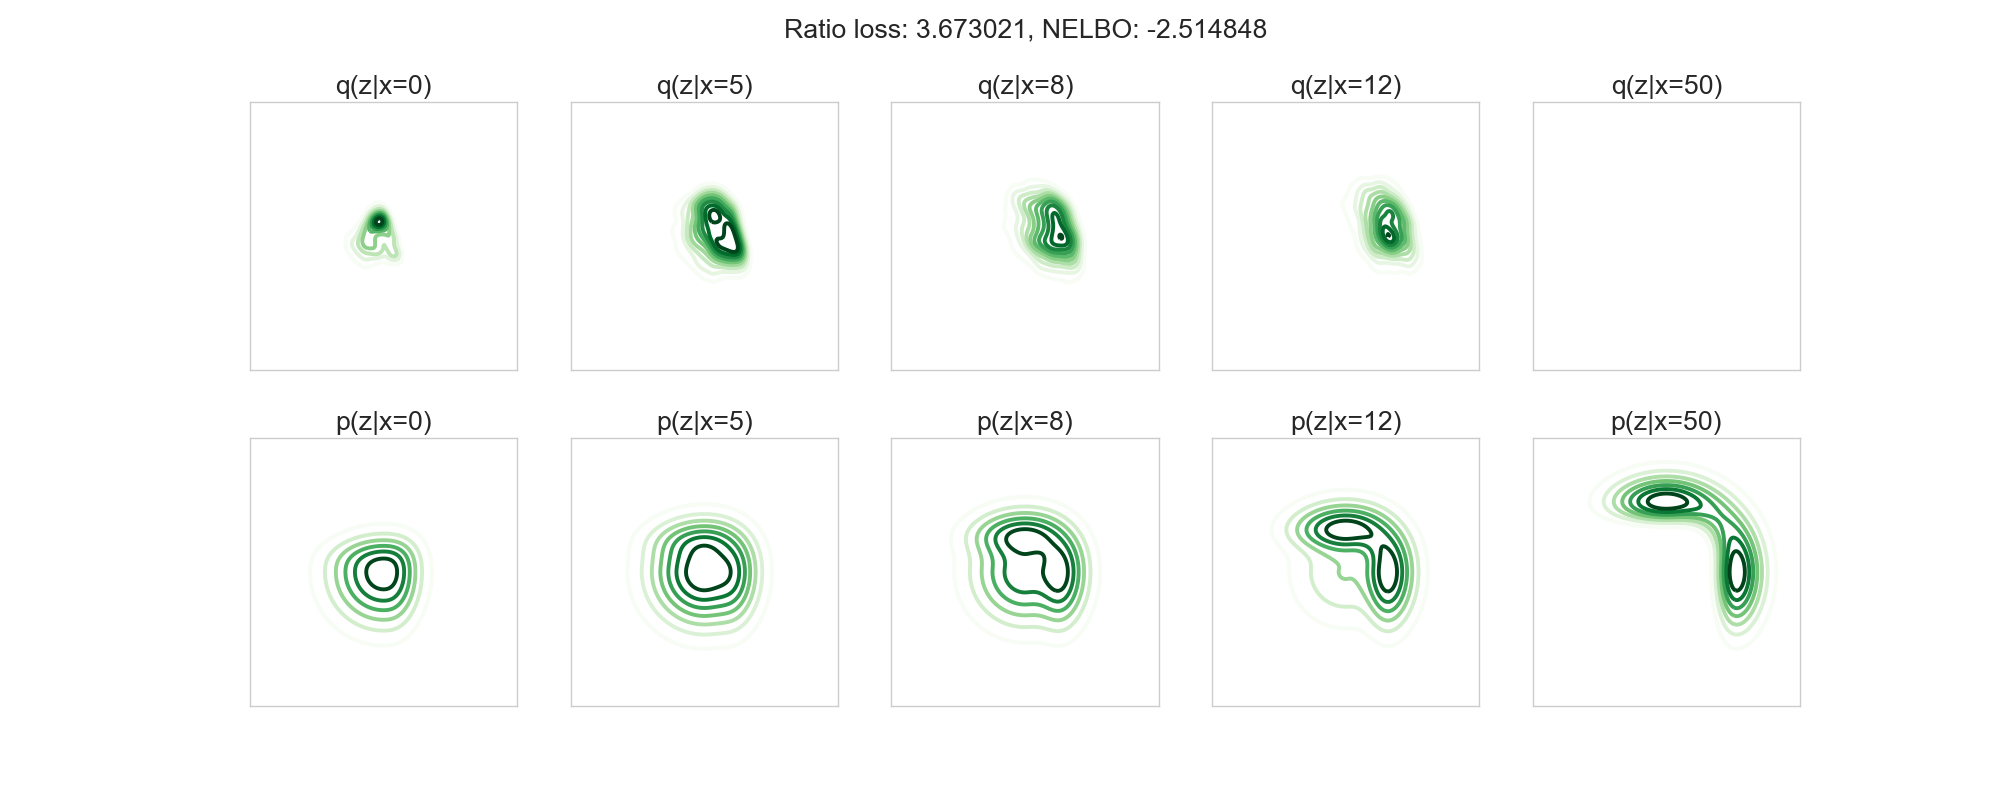 Ratio loss: 3.673021, NELBO: -2.514848
q(z|x=0) q(z|x=5) q(z|x=8) q(z|x=12) q(z|x=50)
p(z|x=0) p(z|x=5) p(z|x=8) p(z|x=12) p(z|x=50)